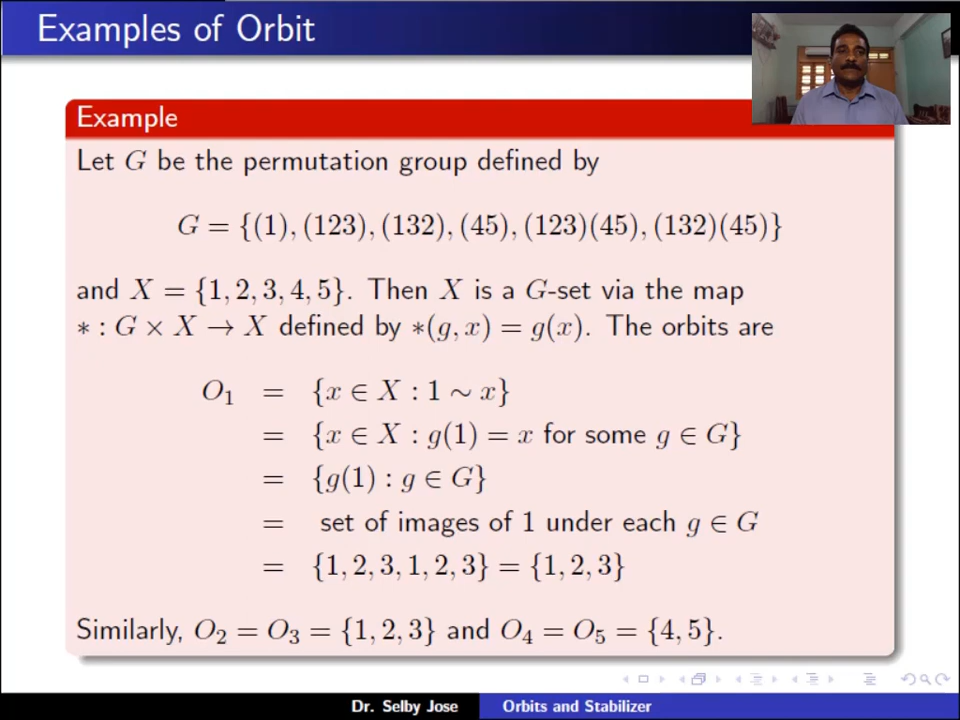 Examples of Orbit
Example
Let G be the permutation group defined by
G = {(1), (123), (132), (45), (123)(45), (132)(45)}
and X = {1, 2, 3, 4, 5}. Then X is a G-set via the map
∗ : G × X → X defined by ∗(g, x) = g(x). The orbits are
O₁ = {x ∈ X : 1 ∼ x}
= {x ∈ X : g(1) = x for some g ∈ G}
= {g(1) : g ∈ G}
= set of images of 1 under each g ∈ G
= {1, 2, 3, 1, 2, 3} = {1, 2, 3}
Similarly, O₂ = O₃ = {1, 2, 3} and O₄ = O₅ = {4, 5}.
Dr. Selby Jose Orbits and Stabilizer